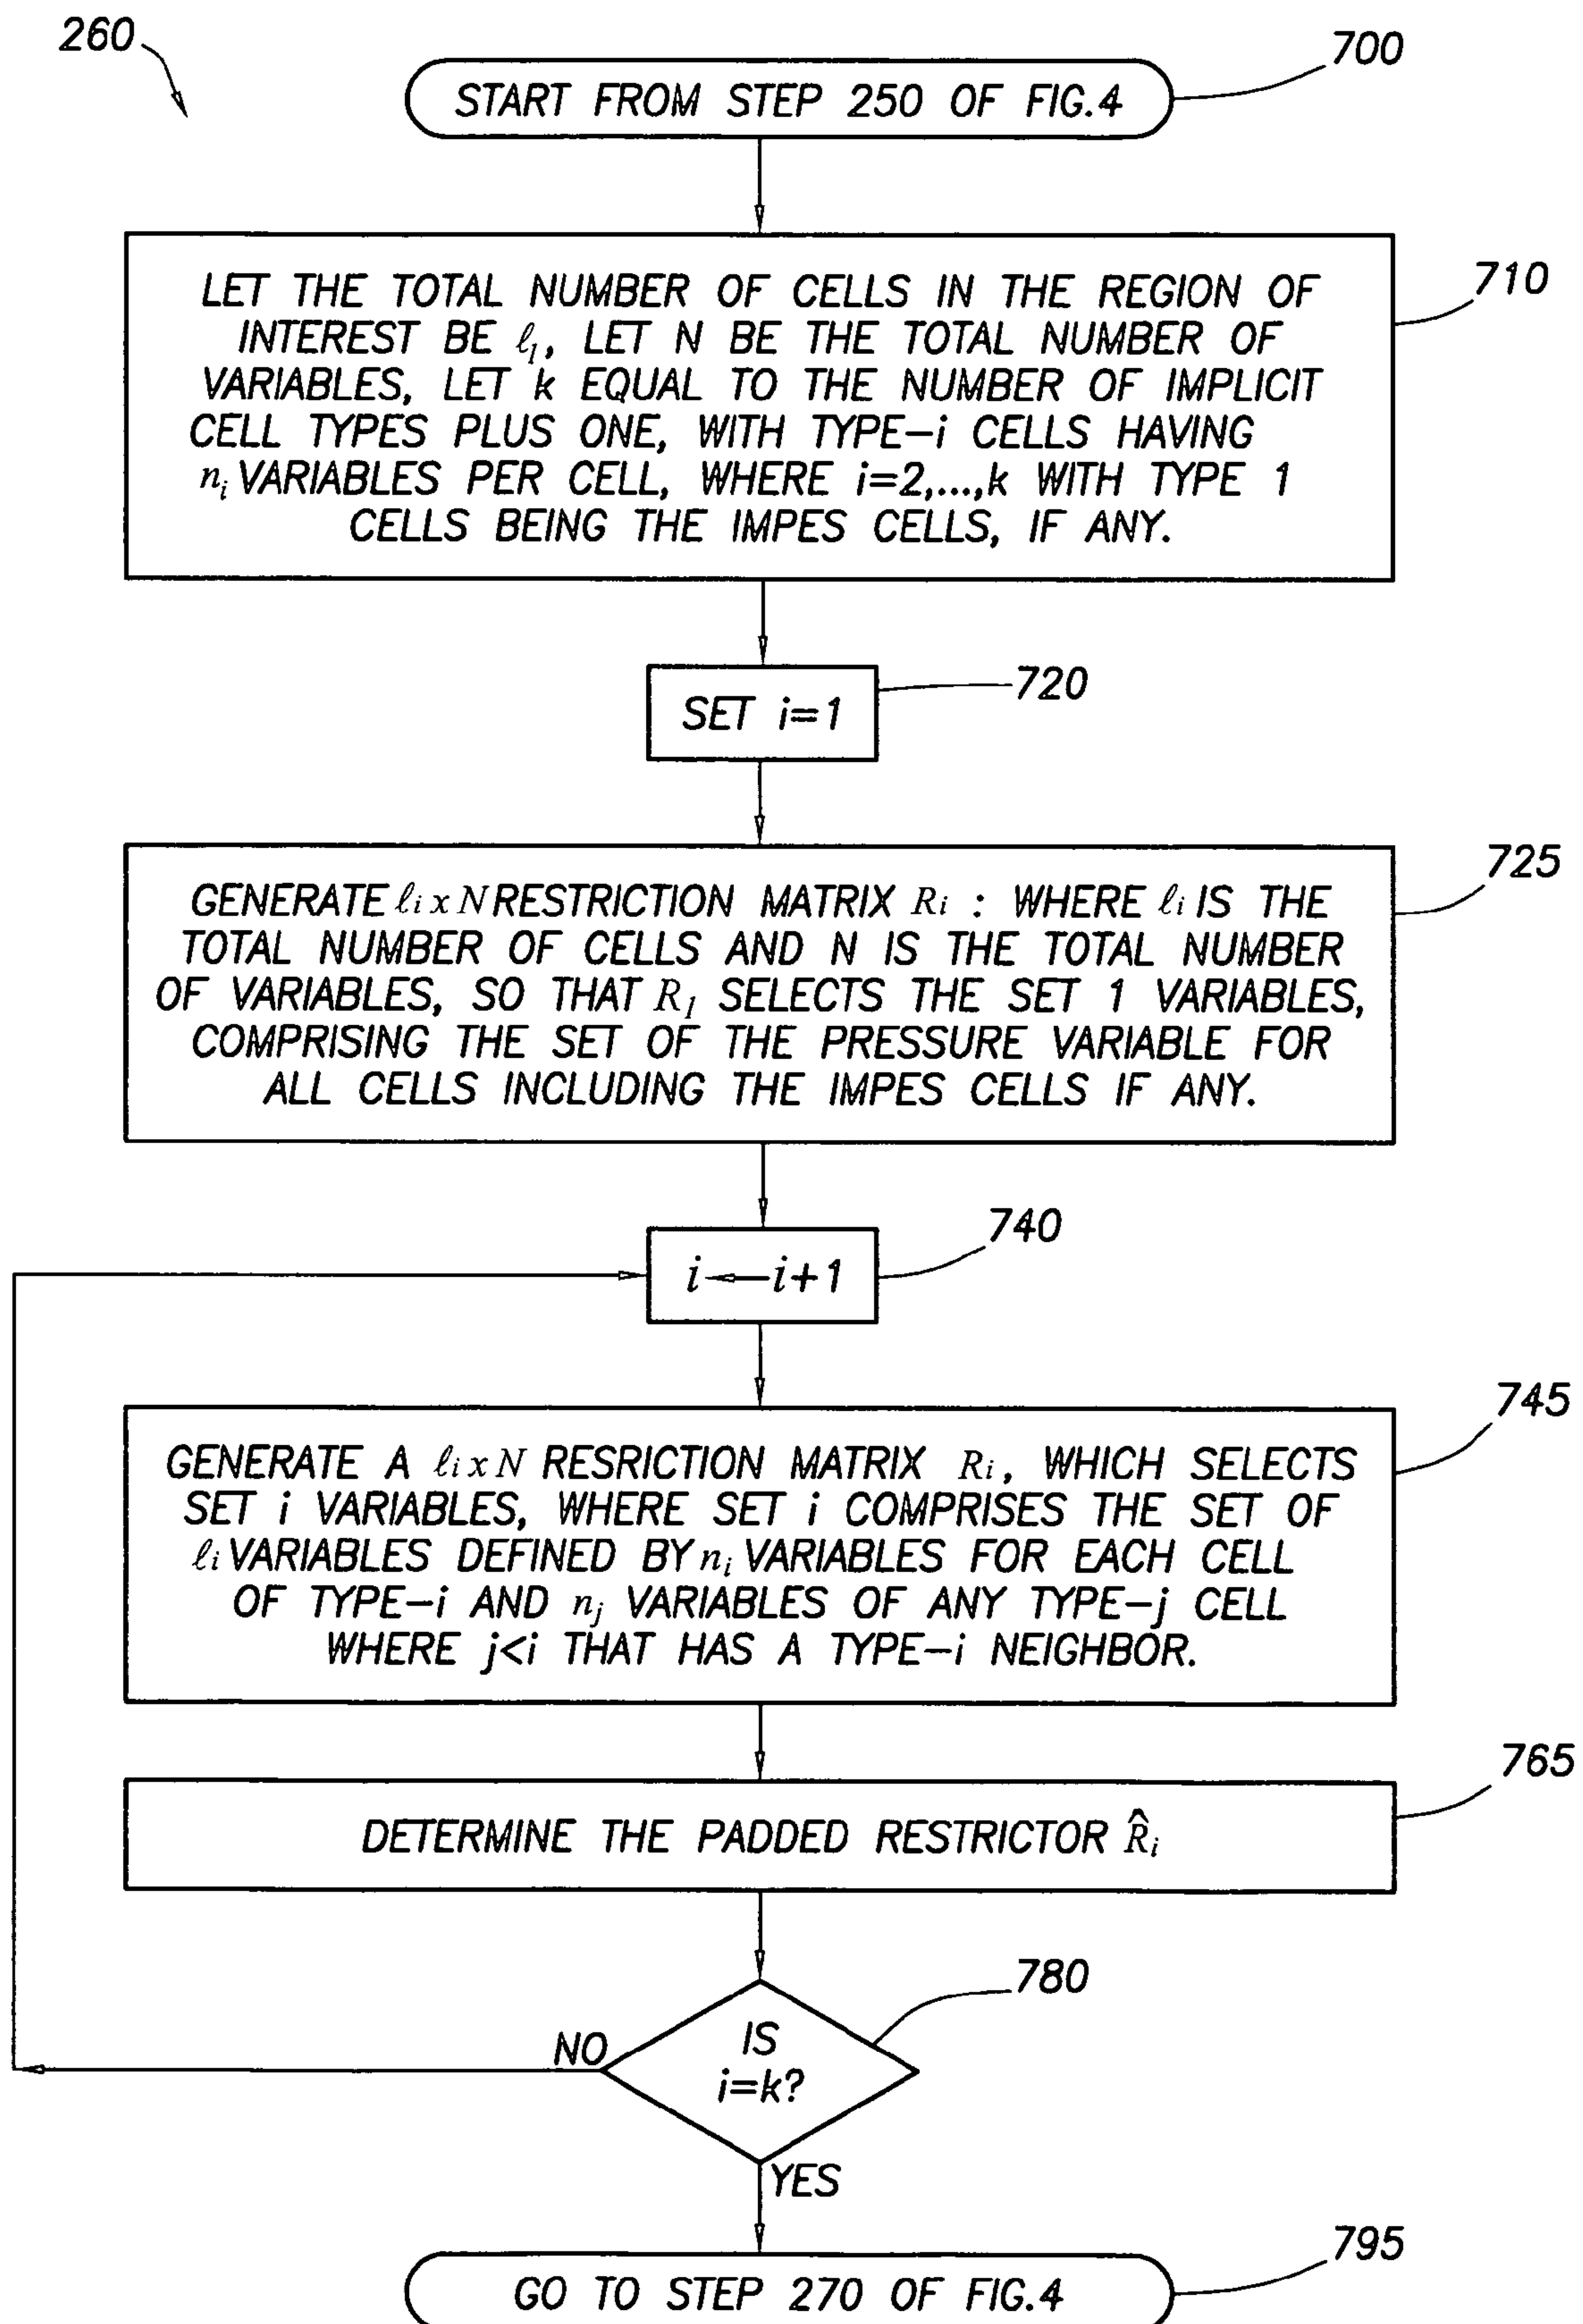 260
700
START FROM STEP 250 OF FIG.4
710
LET THE TOTAL NUMBER OF CELLS IN THE REGION OF
INTEREST BE ℓ₁, LET N BE THE TOTAL NUMBER OF
VARIABLES, LET k EQUAL TO THE NUMBER OF IMPLICIT
CELL TYPES PLUS ONE, WITH TYPE-i CELLS HAVING
nᵢ VARIABLES PER CELL, WHERE i=2,...,k WITH TYPE 1
CELLS BEING THE IMPES CELLS, IF ANY.
720
SET i=1
725
GENERATE ℓᵢ x N RESTRICTION MATRIX Rᵢ : WHERE ℓᵢ IS THE
TOTAL NUMBER OF CELLS AND N IS THE TOTAL NUMBER
OF VARIABLES, SO THAT R₁ SELECTS THE SET 1 VARIABLES,
COMPRISING THE SET OF THE PRESSURE VARIABLE FOR
ALL CELLS INCLUDING THE IMPES CELLS IF ANY.
740
i←i+1
745
GENERATE A ℓᵢ x N RESRICTION MATRIX Rᵢ, WHICH SELECTS
SET i VARIABLES, WHERE SET i COMPRISES THE SET OF
ℓᵢ VARIABLES DEFINED BY nᵢ VARIABLES FOR EACH CELL
OF TYPE-i AND nⱼ VARIABLES OF ANY TYPE-j CELL
WHERE j<i THAT HAS A TYPE-i NEIGHBOR.
765
DETERMINE THE PADDED RESTRICTOR R̂ᵢ
780
IS
i=k?
NO
YES
795
GO TO STEP 270 OF FIG.4